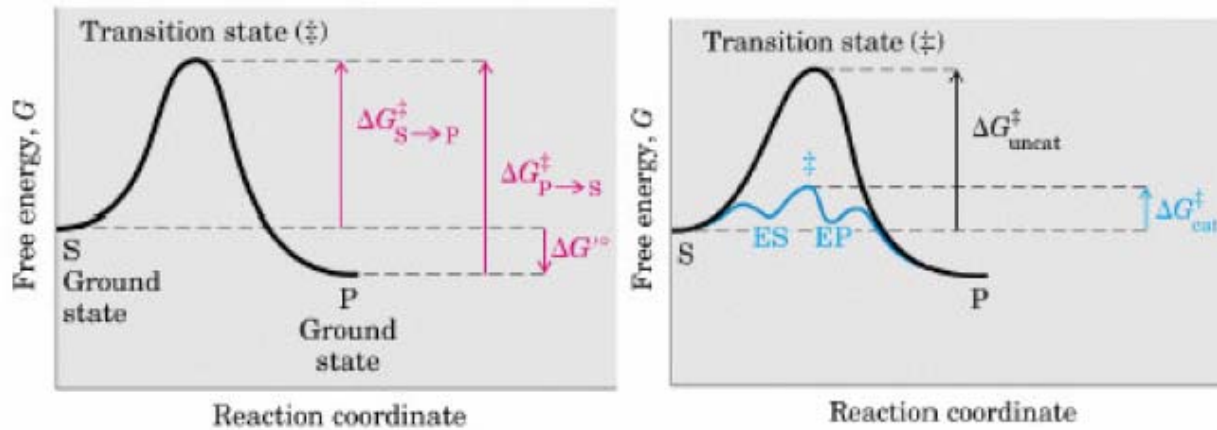 Transition state (‡)
Free energy, G
ΔG‡ S→P
ΔG‡ P→S
ΔG'°
S
Ground
state
P
Ground
state
Reaction coordinate
Transition state (‡)
Free energy, G
ΔG‡ uncat
‡
ΔG‡ cat
ES
EP
S
P
Reaction coordinate